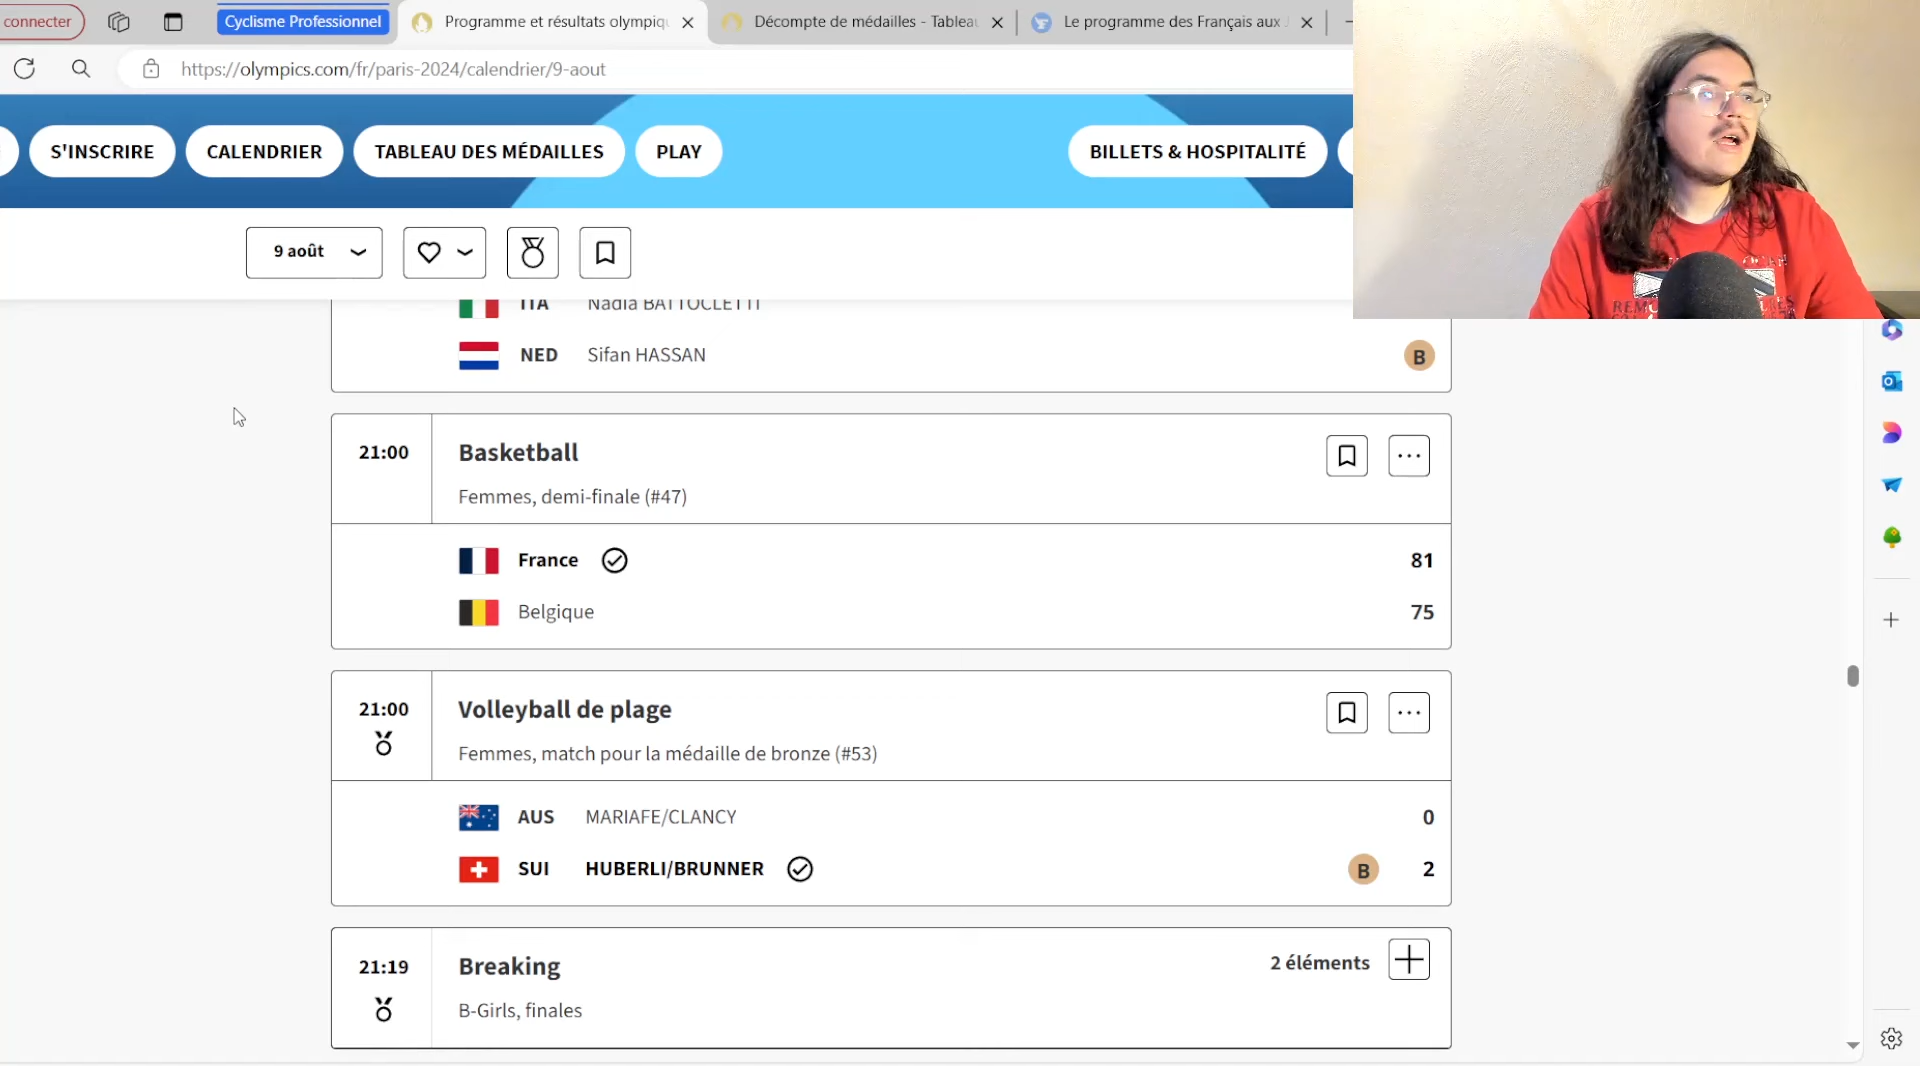 connecter
Cyclisme Professionnel
Programme et résultats olympiqu
Décompte de médailles - Tableau
Le programme des Français aux J
https://olympics.com/fr/paris-2024/calendrier/9-aout
S'INSCRIRE
CALENDRIER
TABLEAU DES MÉDAILLES
PLAY
BILLETS & HOSPITALITÉ
9 août
ITA Nadia BATTOCLETTI
NED Sifan HASSAN B
21:00 Basketball
Femmes, demi-finale (#47)
France 81
Belgique 75
21:00 Volleyball de plage
Femmes, match pour la médaille de bronze (#53)
AUS MARIAFE/CLANCY 0
SUI HUBERLI/BRUNNER B 2
21:19 Breaking 2 éléments
B-Girls, finales